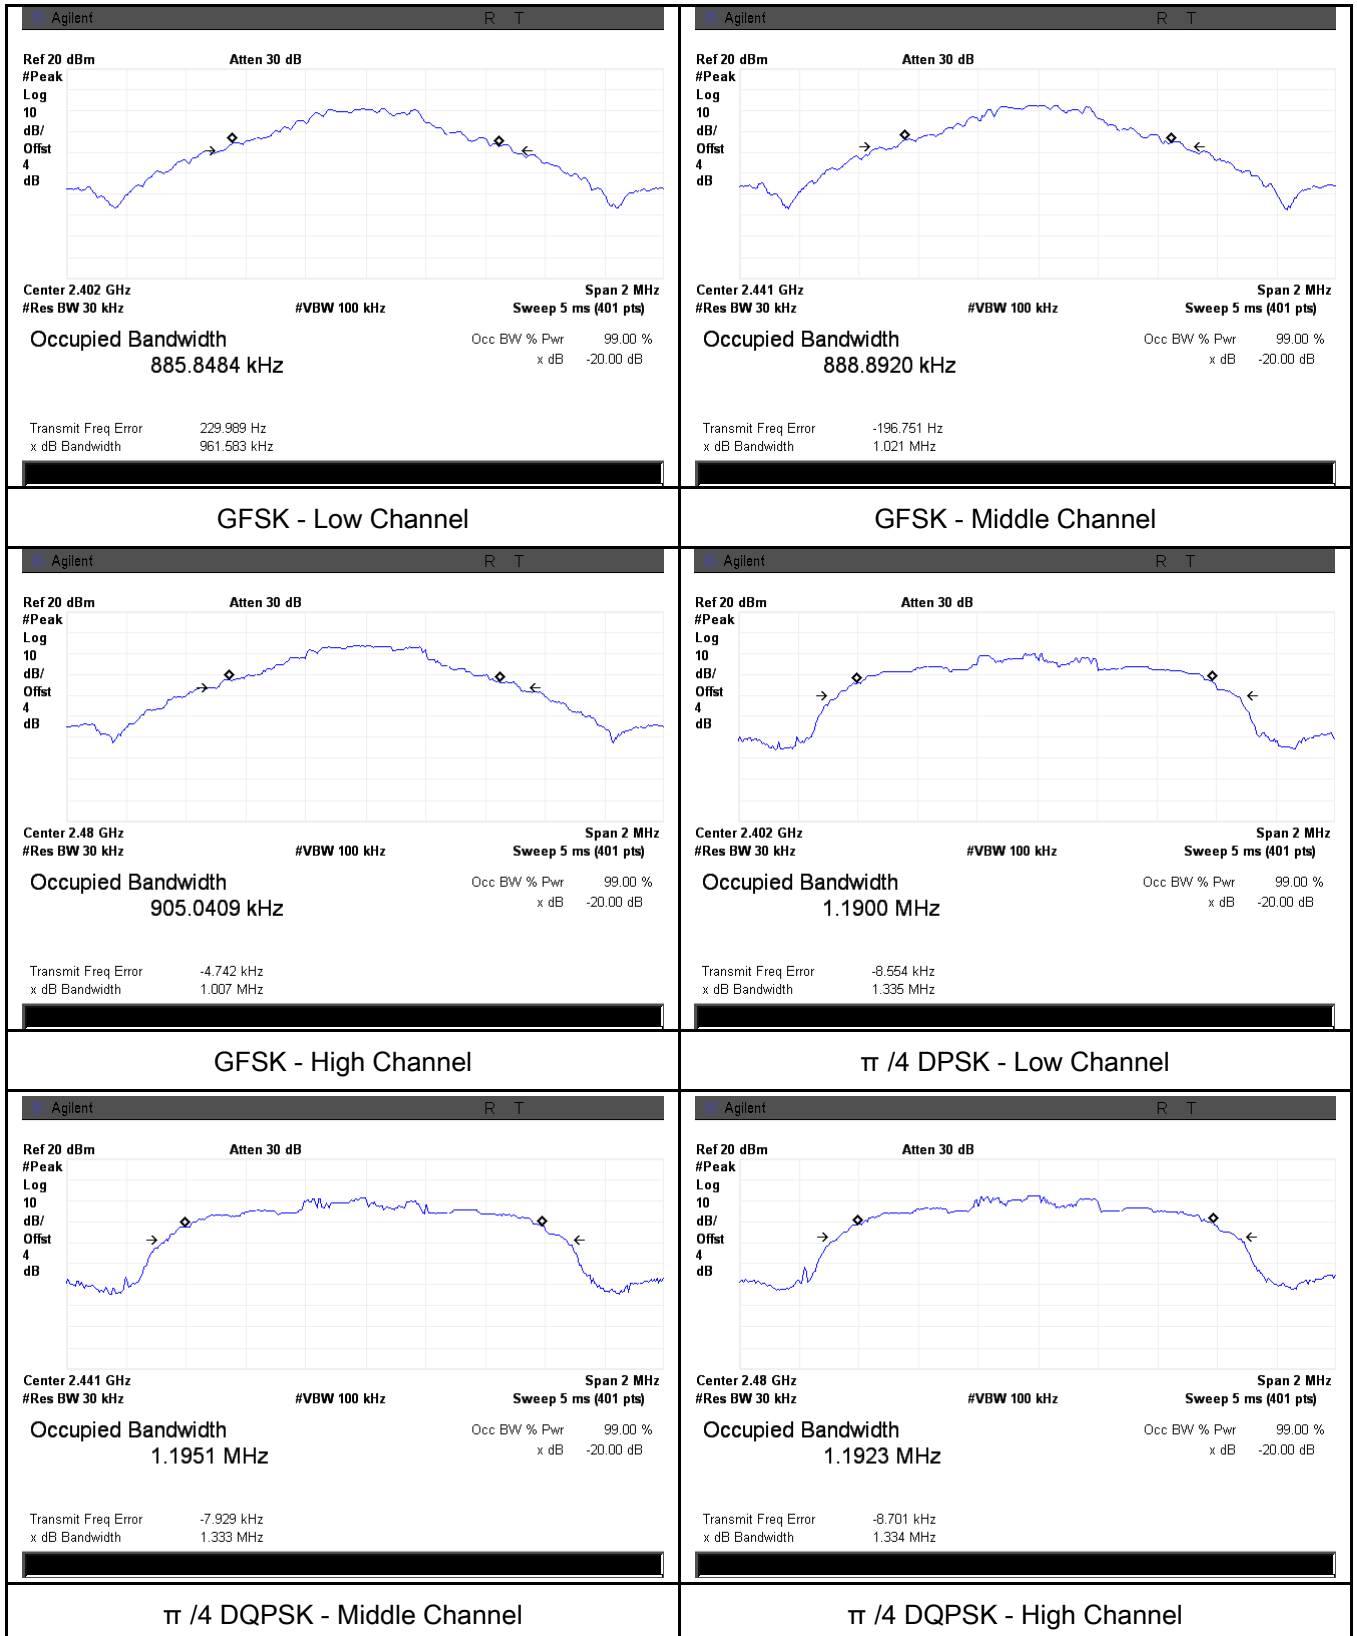 Agilent R T
Ref 20 dBm Atten 30 dB
#Peak
Log
10
dB/
Offst
4
dB
Center 2.402 GHz Span 2 MHz
#Res BW 30 kHz #VBW 100 kHz Sweep 5 ms (401 pts)
Occupied Bandwidth Occ BW % Pwr 99.00 %
885.8484 kHz x dB -20.00 dB
Transmit Freq Error 229.989 Hz
x dB Bandwidth 961.583 kHz
GFSK - Low Channel
Agilent R T
Ref 20 dBm Atten 30 dB
#Peak
Log
10
dB/
Offst
4
dB
Center 2.441 GHz Span 2 MHz
#Res BW 30 kHz #VBW 100 kHz Sweep 5 ms (401 pts)
Occupied Bandwidth Occ BW % Pwr 99.00 %
888.8920 kHz x dB -20.00 dB
Transmit Freq Error -196.751 Hz
x dB Bandwidth 1.021 MHz
GFSK - Middle Channel
Agilent R T
Ref 20 dBm Atten 30 dB
#Peak
Log
10
dB/
Offst
4
dB
Center 2.48 GHz Span 2 MHz
#Res BW 30 kHz #VBW 100 kHz Sweep 5 ms (401 pts)
Occupied Bandwidth Occ BW % Pwr 99.00 %
905.0409 kHz x dB -20.00 dB
Transmit Freq Error -4.742 kHz
x dB Bandwidth 1.007 MHz
GFSK - High Channel
Agilent R T
Ref 20 dBm Atten 30 dB
#Peak
Log
10
dB/
Offst
4
dB
Center 2.402 GHz Span 2 MHz
#Res BW 30 kHz #VBW 100 kHz Sweep 5 ms (401 pts)
Occupied Bandwidth Occ BW % Pwr 99.00 %
1.1900 MHz x dB -20.00 dB
Transmit Freq Error -8.554 kHz
x dB Bandwidth 1.335 MHz
π /4 DPSK - Low Channel
Agilent R T
Ref 20 dBm Atten 30 dB
#Peak
Log
10
dB/
Offst
4
dB
Center 2.441 GHz Span 2 MHz
#Res BW 30 kHz #VBW 100 kHz Sweep 5 ms (401 pts)
Occupied Bandwidth Occ BW % Pwr 99.00 %
1.1951 MHz x dB -20.00 dB
Transmit Freq Error -7.929 kHz
x dB Bandwidth 1.333 MHz
π /4 DQPSK - Middle Channel
Agilent R T
Ref 20 dBm Atten 30 dB
#Peak
Log
10
dB/
Offst
4
dB
Center 2.48 GHz Span 2 MHz
#Res BW 30 kHz #VBW 100 kHz Sweep 5 ms (401 pts)
Occupied Bandwidth Occ BW % Pwr 99.00 %
1.1923 MHz x dB -20.00 dB
Transmit Freq Error -8.701 kHz
x dB Bandwidth 1.334 MHz
π /4 DQPSK - High Channel